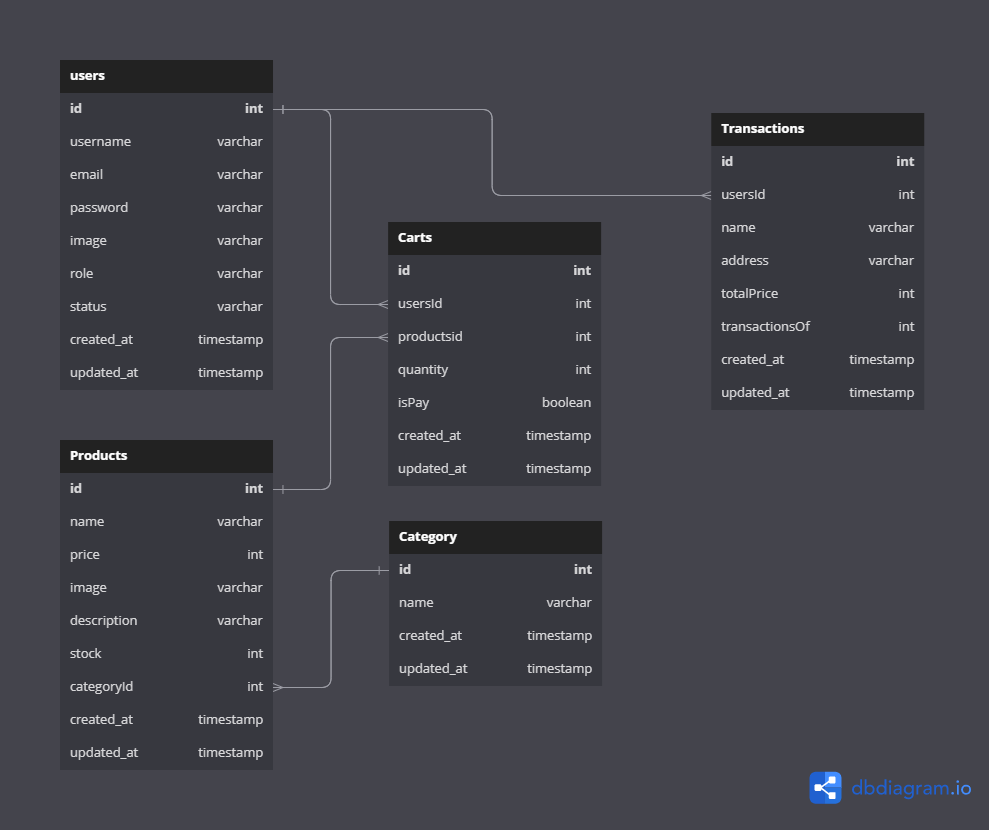 users
id int
username varchar
email varchar
password varchar
image varchar
role varchar
status varchar
created_at timestamp
updated_at timestamp
Transactions
id int
usersId int
name varchar
address varchar
totalPrice int
transactionsOf int
created_at timestamp
updated_at timestamp
Carts
id int
usersId int
productsid int
quantity int
isPay boolean
created_at timestamp
updated_at timestamp
Products
id int
name varchar
price int
image varchar
description varchar
stock int
categoryId int
created_at timestamp
updated_at timestamp
Category
id int
name varchar
created_at timestamp
updated_at timestamp
dbdiagram.io